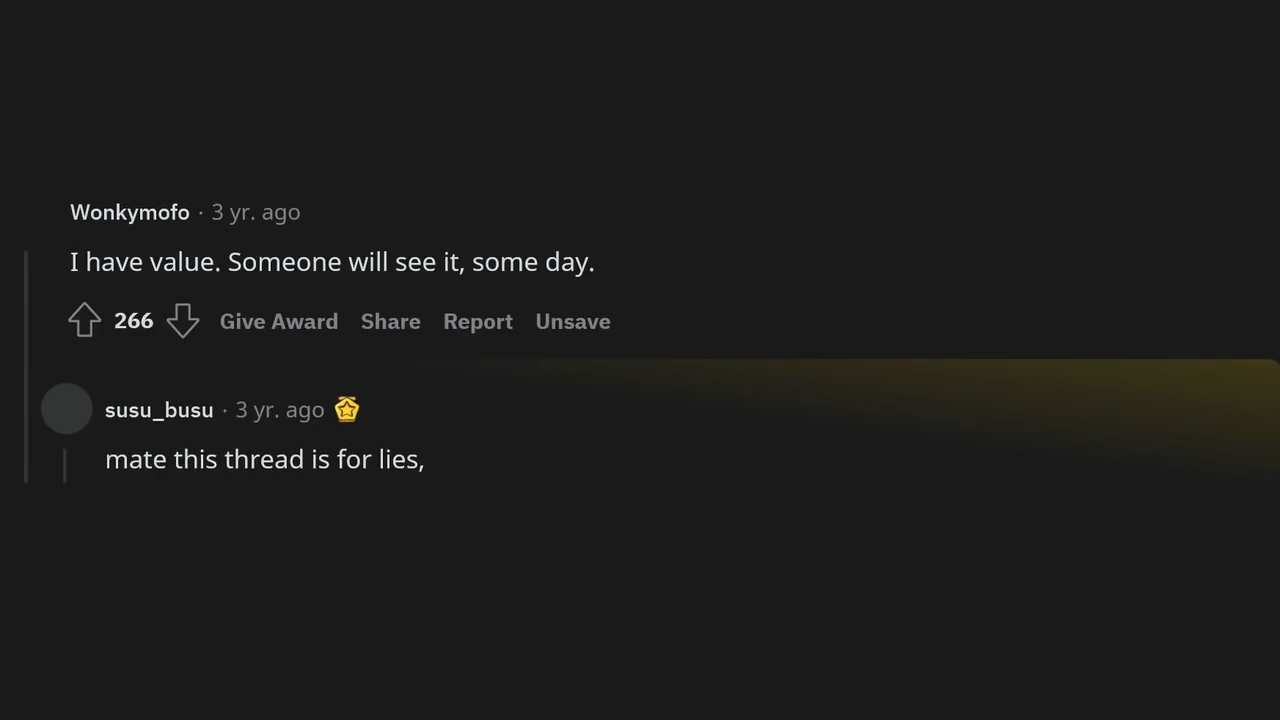 Wonkymofo · 3 yr. ago
I have value. Someone will see it, some day.
266 Give Award Share Report Unsave
susu_busu · 3 yr. ago
mate this thread is for lies,